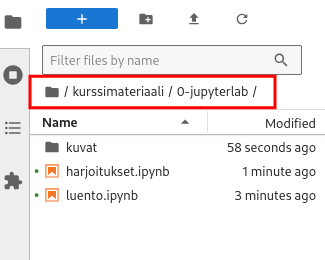 Filter files by name
/ kurssimateriaali / 0-jupyterlab /
Name Modified
kuvat 58 seconds ago
harjoitukset.ipynb 1 minute ago
luento.ipynb 3 minutes ago